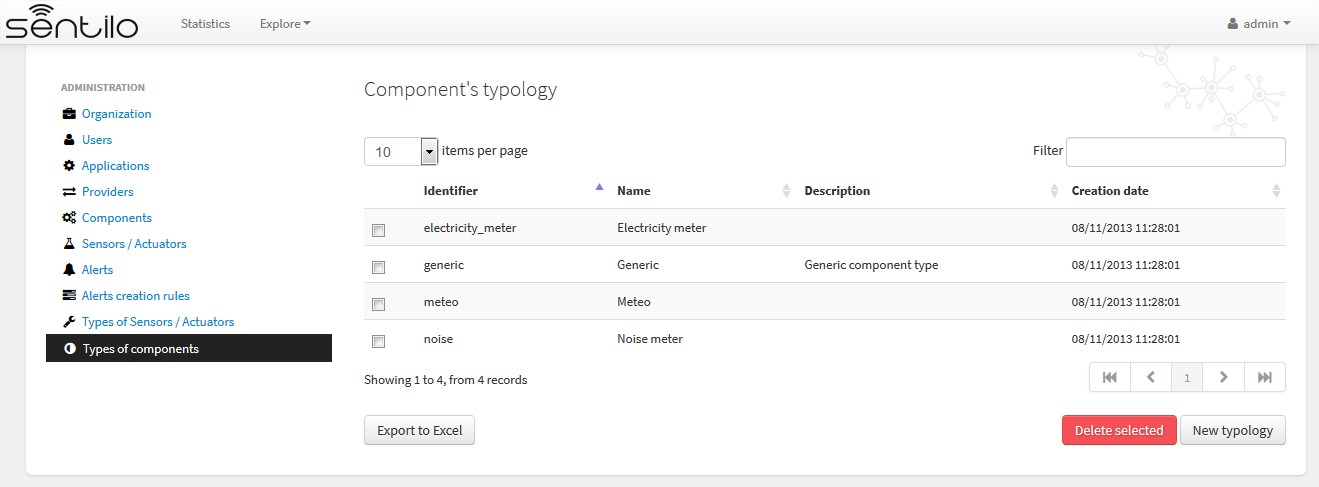 sentilo Statistics Explore admin
ADMINISTRATION
Organization
Users
Applications
Providers
Components
Sensors / Actuators
Alerts
Alerts creation rules
Types of Sensors / Actuators
Types of components
Component's typology
10 items per page Filter
Identifier Name Description Creation date
electricity_meter Electricity meter 08/11/2013 11:28:01
generic Generic Generic component type 08/11/2013 11:28:01
meteo Meteo 08/11/2013 11:28:01
noise Noise meter 08/11/2013 11:28:01
Showing 1 to 4, from 4 records 1
Export to Excel Delete selected New typology